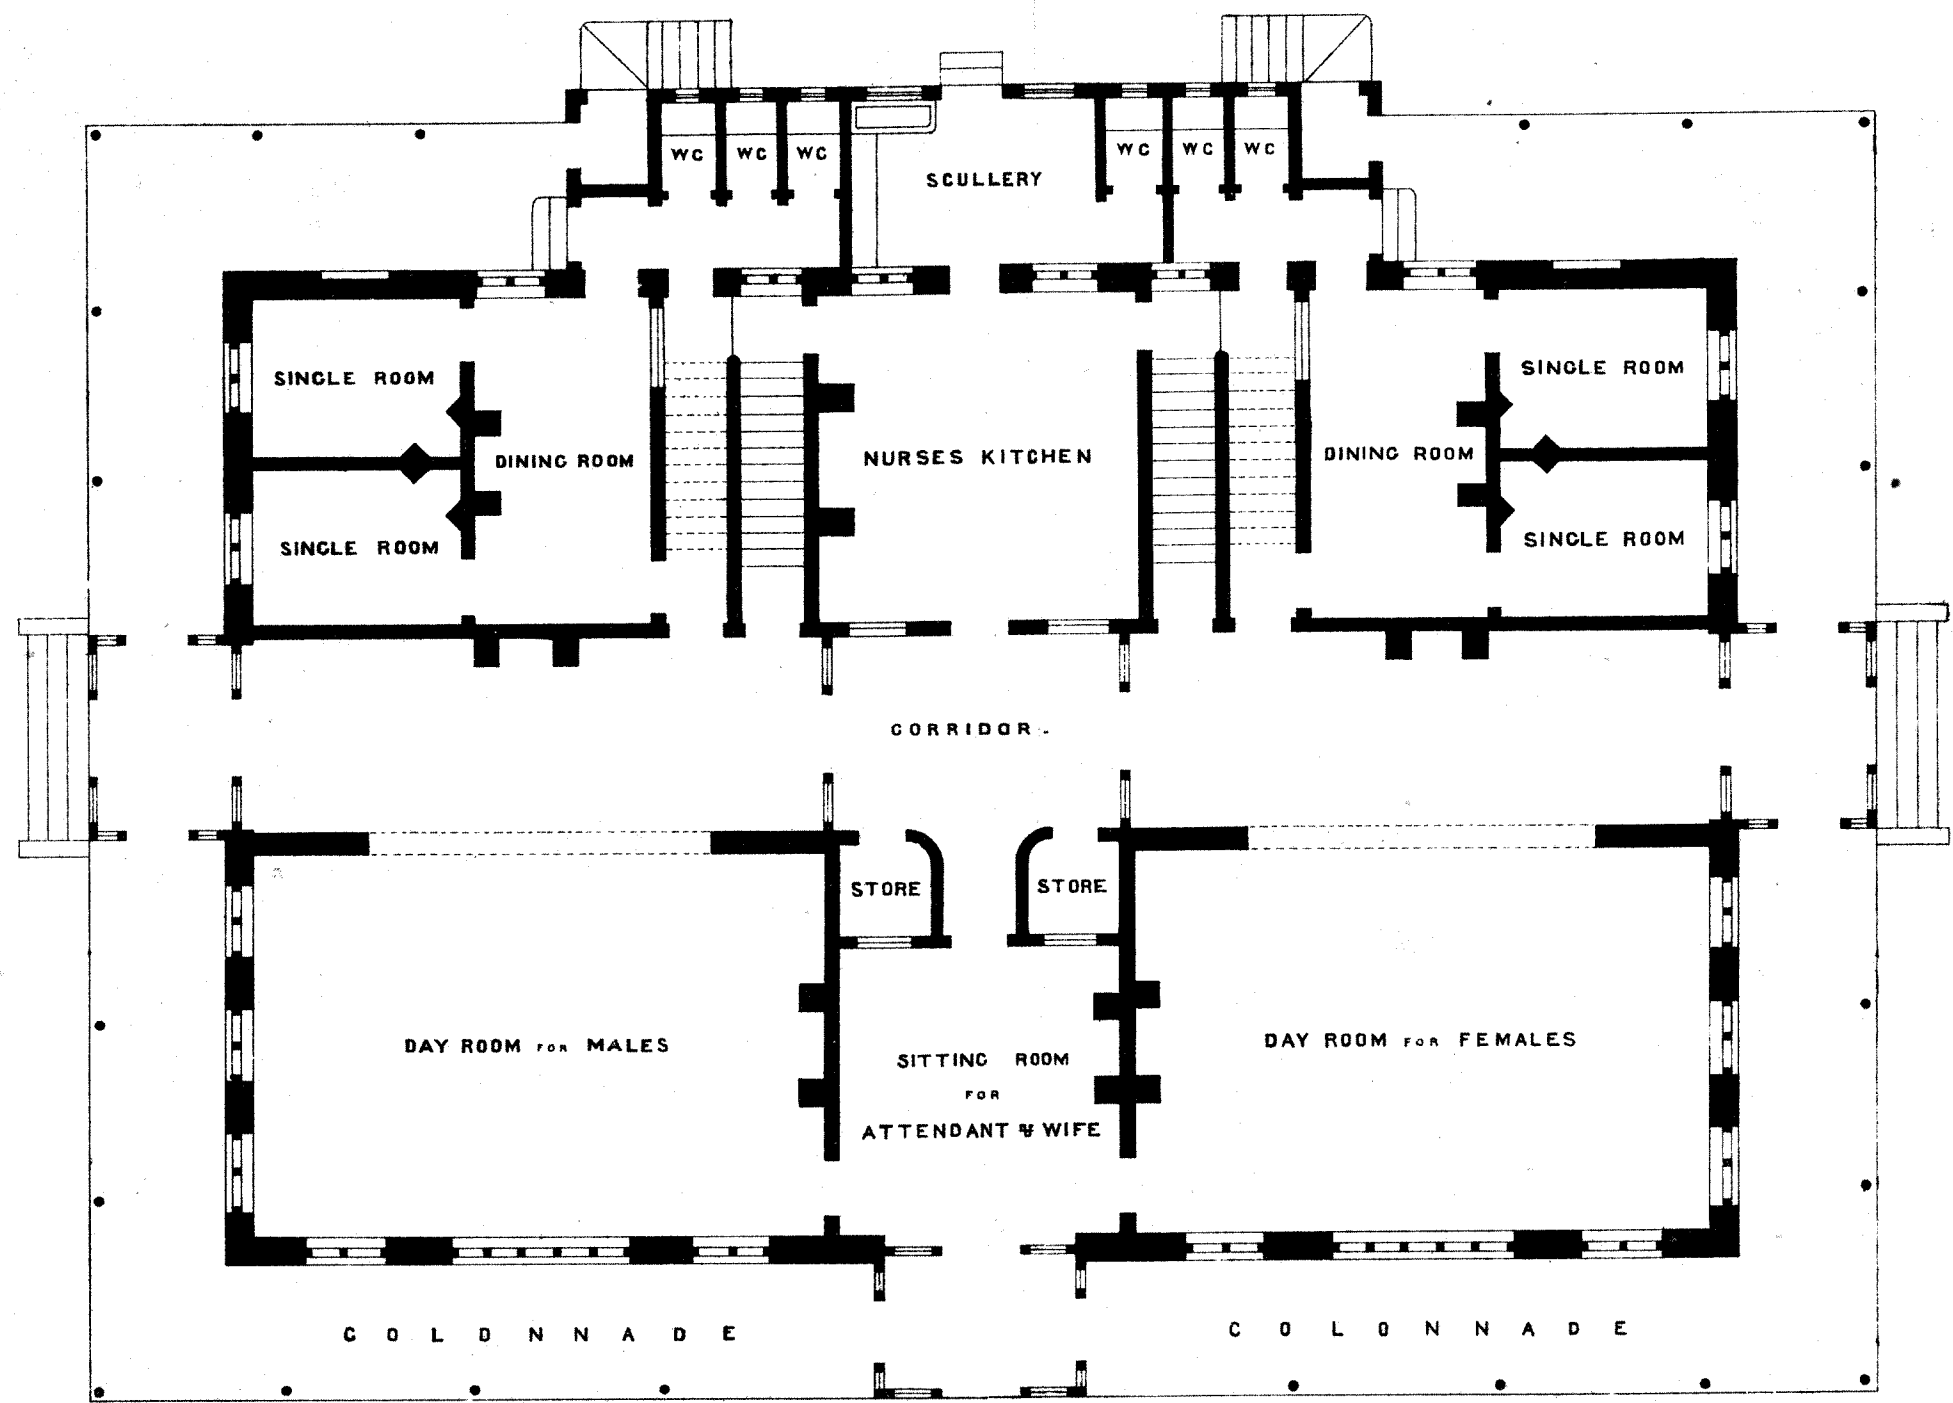 WC WC WC
SCULLERY
WC WC WC
SINGLE ROOM
SINGLE ROOM
DINING ROOM
NURSES KITCHEN
DINING ROOM
SINGLE ROOM
SINGLE ROOM
CORRIDOR
STORE
STORE
DAY ROOM FOR MALES
SITTING ROOM
FOR
ATTENDANT & WIFE
DAY ROOM FOR FEMALES
COLONNADE
COLONNADE